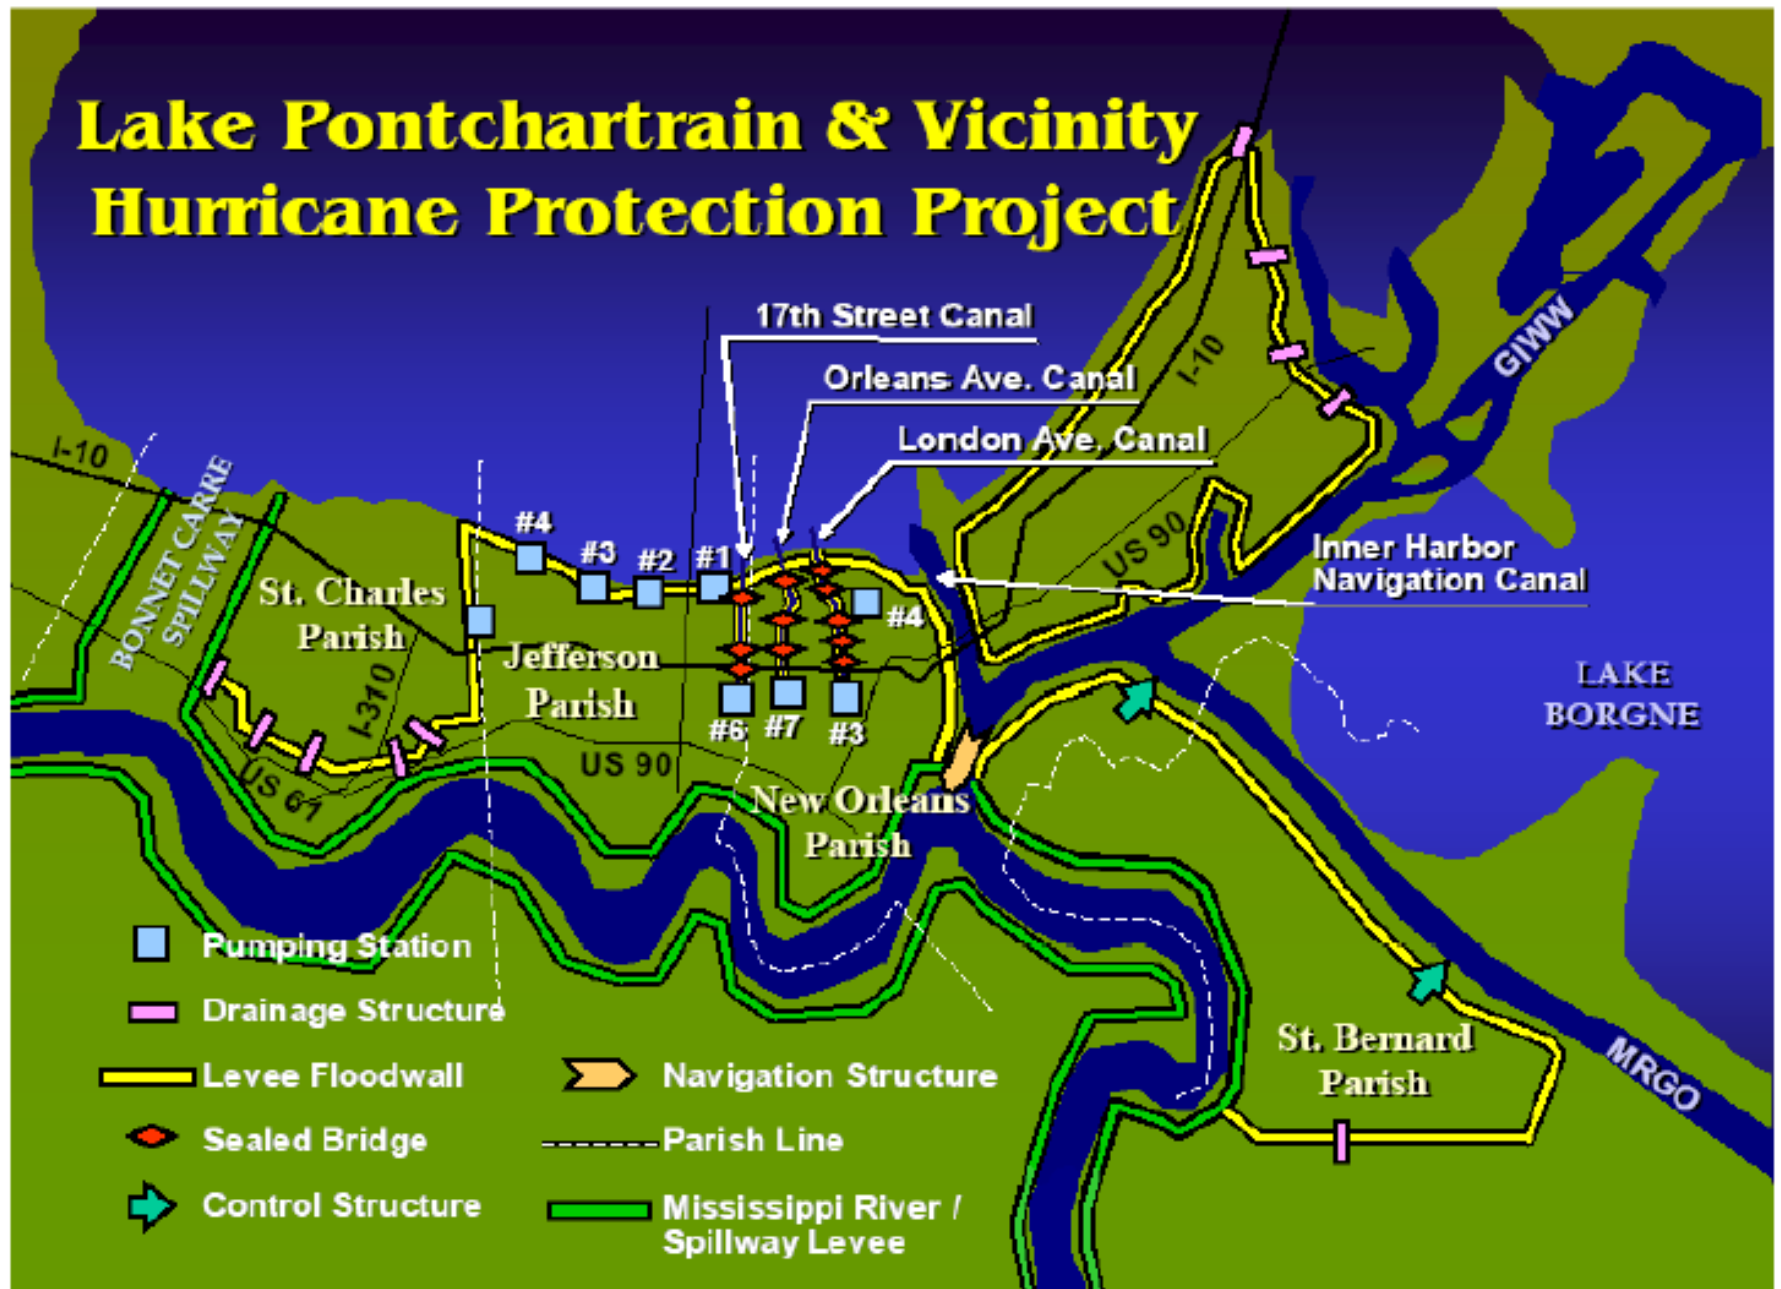 Lake Pontchartrain & Vicinity
Hurricane Protection Project
17th Street Canal
Orleans Ave. Canal
London Ave. Canal
I-10
GIWW
I-10
BONNET CARRE
SPILLWAY
US 90
Inner Harbor
Navigation Canal
#4
#3
#2
#1
#4
St. Charles
Parish
Jefferson
Parish
I-310
LAKE
BORGNE
#6
#7
#3
US 90
US 61
New Orleans
Parish
Pumping Station
Drainage Structure
Levee Floodwall
Sealed Bridge
Control Structure
Navigation Structure
Parish Line
Mississippi River /
Spillway Levee
St. Bernard
Parish
MRGO